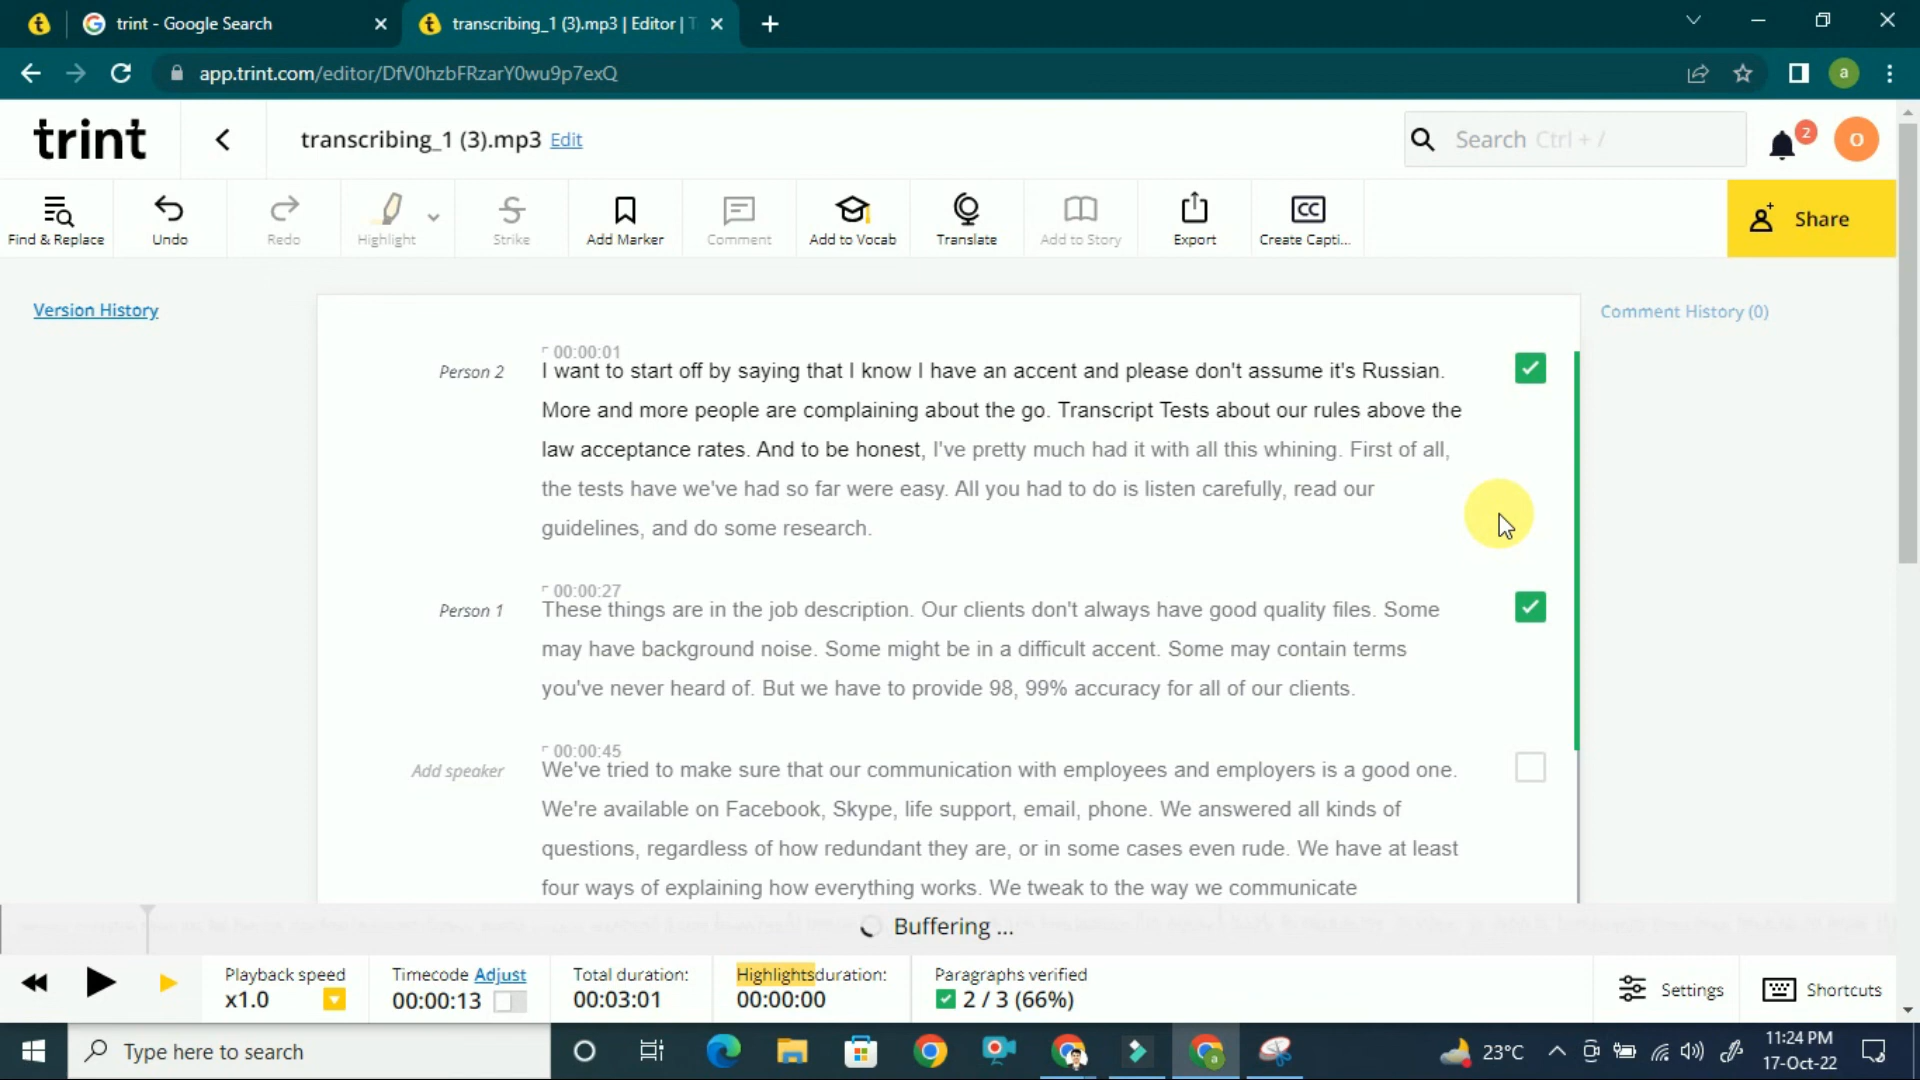 trint - Google Search
transcribing_1 (3).mp3 | Editor | T
app.trint.com/editor/DfV0hzbFRzarY0wu9p7exQ
a
trint
transcribing_1 (3).mp3 Edit
Search Ctrl + /
2
O
Find & Replace
Undo
Redo
Highlight
Strike
Add Marker
Comment
Add to Vocab
Translate
Add to Story
Export
CC
Create Capti...
Share
Version History
Comment History (0)
00:00:01
Person 2
I want to start off by saying that I know I have an accent and please don't assume it's Russian.
More and more people are complaining about the go. Transcript Tests about our rules above the
law acceptance rates. And to be honest, I've pretty much had it with all this whining. First of all,
the tests have we've had so far were easy. All you had to do is listen carefully, read our
guidelines, and do some research.
00:00:27
Person 1
These things are in the job description. Our clients don't always have good quality files. Some
may have background noise. Some might be in a difficult accent. Some may contain terms
you've never heard of. But we have to provide 98, 99% accuracy for all of our clients.
00:00:45
Add speaker
We've tried to make sure that our communication with employees and employers is a good one.
We're available on Facebook, Skype, life support, email, phone. We answered all kinds of
questions, regardless of how redundant they are, or in some cases even rude. We have at least
four ways of explaining how everything works. We tweak to the way we communicate
Buffering ...
Playback speed
x1.0
Timecode Adjust
00:00:13
Total duration:
00:03:01
Highlightsduration:
00:00:00
Paragraphs verified
2 / 3 (66%)
Settings
Shortcuts
Type here to search
a
23°C
11:24 PM
17-Oct-22